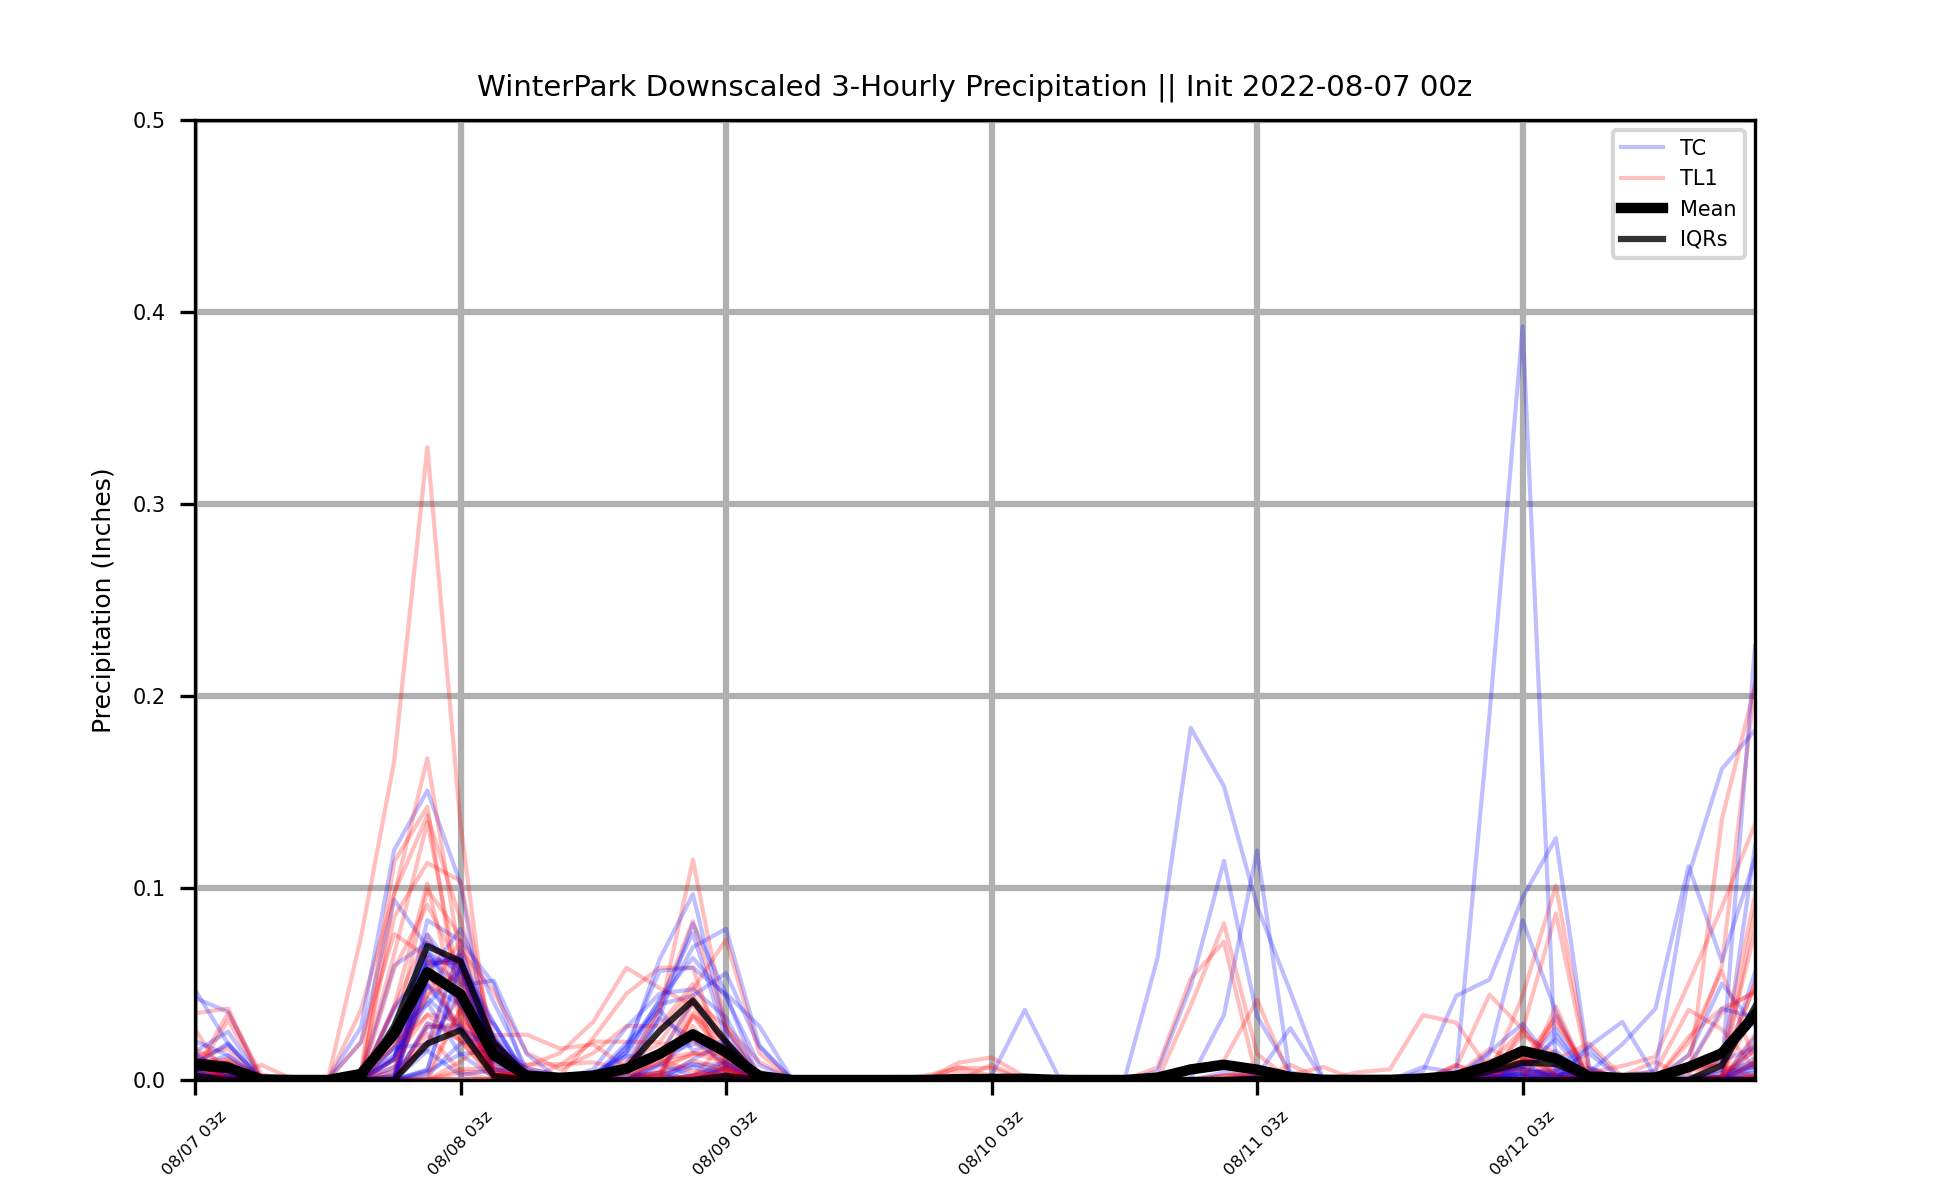 WinterPark Downscaled 3-Hourly Precipitation || Init 2022-08-07 00z
TC
TL1
Mean
IQRs
Precipitation (Inches)
0.5
0.4
0.3
0.2
0.1
0.0
08/07 03z
08/08 03z
08/09 03z
08/10 03z
08/11 03z
08/12 03z